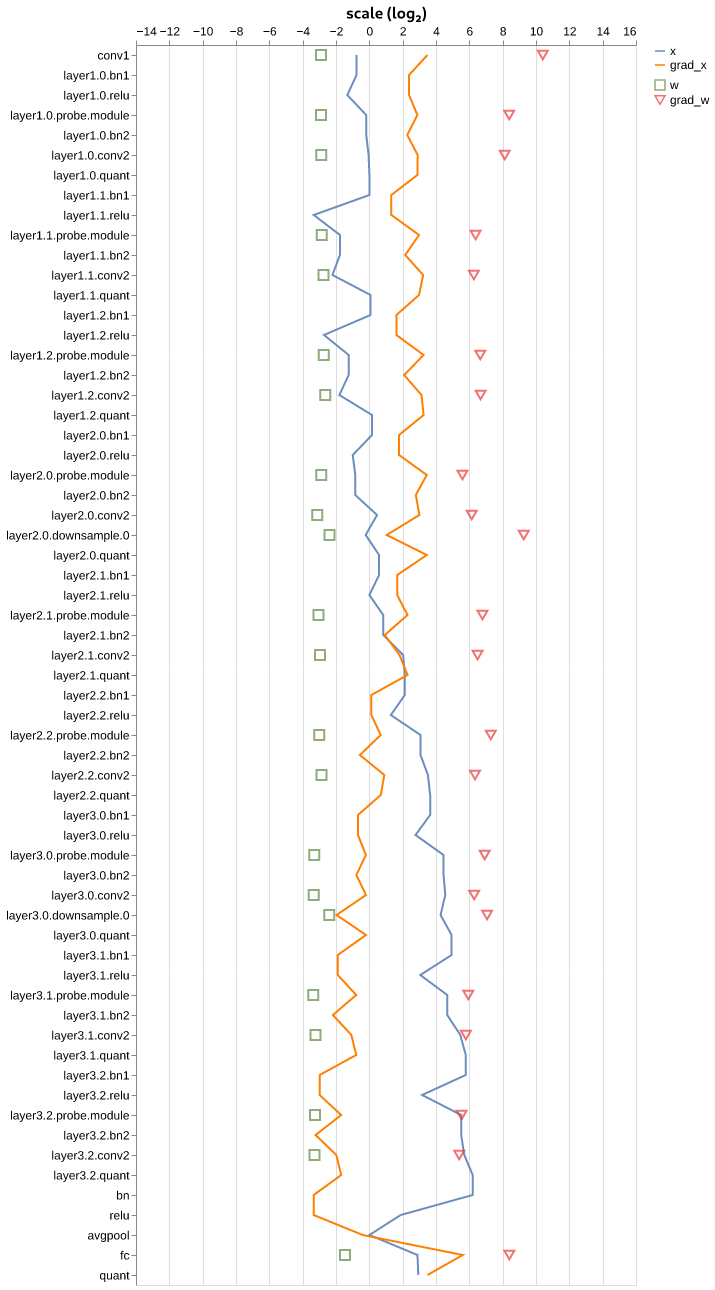 scale (log₂)
−14 −12 −10 −8 −6 −4 −2 0 2 4 6 8 10 12 14 16
x
grad_x
w
grad_w
conv1
layer1.0.bn1
layer1.0.relu
layer1.0.probe.module
layer1.0.bn2
layer1.0.conv2
layer1.0.quant
layer1.1.bn1
layer1.1.relu
layer1.1.probe.module
layer1.1.bn2
layer1.1.conv2
layer1.1.quant
layer1.2.bn1
layer1.2.relu
layer1.2.probe.module
layer1.2.bn2
layer1.2.conv2
layer1.2.quant
layer2.0.bn1
layer2.0.relu
layer2.0.probe.module
layer2.0.bn2
layer2.0.conv2
layer2.0.downsample.0
layer2.0.quant
layer2.1.bn1
layer2.1.relu
layer2.1.probe.module
layer2.1.bn2
layer2.1.conv2
layer2.1.quant
layer2.2.bn1
layer2.2.relu
layer2.2.probe.module
layer2.2.bn2
layer2.2.conv2
layer2.2.quant
layer3.0.bn1
layer3.0.relu
layer3.0.probe.module
layer3.0.bn2
layer3.0.conv2
layer3.0.downsample.0
layer3.0.quant
layer3.1.bn1
layer3.1.relu
layer3.1.probe.module
layer3.1.bn2
layer3.1.conv2
layer3.1.quant
layer3.2.bn1
layer3.2.relu
layer3.2.probe.module
layer3.2.bn2
layer3.2.conv2
layer3.2.quant
bn
relu
avgpool
fc
quant